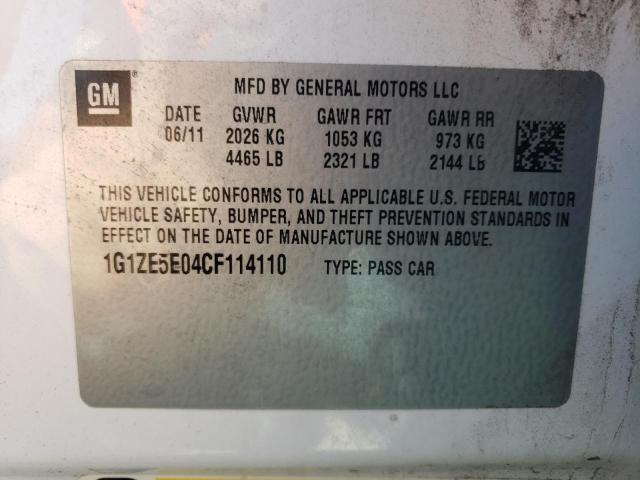 GM ®
MFD BY GENERAL MOTORS LLC
DATE GVWR GAWR FRT GAWR RR
06/11 2026 KG 1053 KG 973 KG
4465 LB 2321 LB 2144 LB
THIS VEHICLE CONFORMS TO ALL APPLICABLE U.S. FEDERAL MOTOR
VEHICLE SAFETY, BUMPER, AND THEFT PREVENTION STANDARDS IN
EFFECT ON THE DATE OF MANUFACTURE SHOWN ABOVE.
1G1ZE5E04CF114110 TYPE: PASS CAR